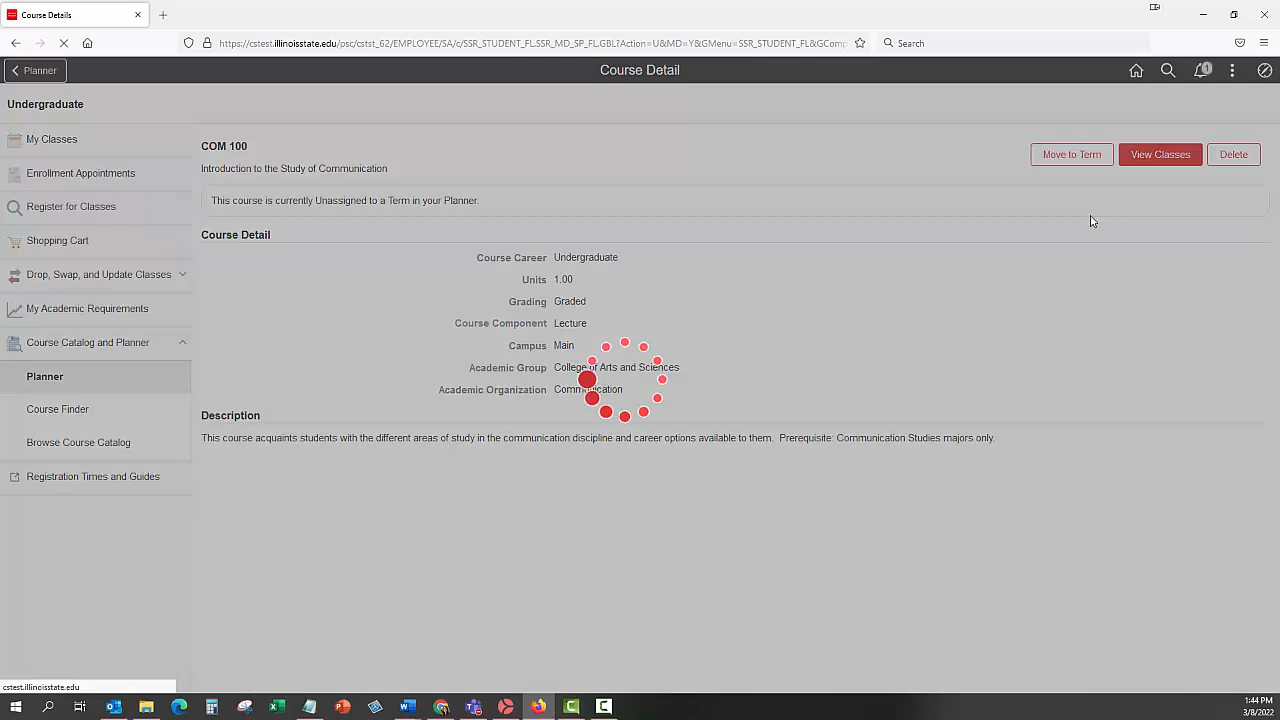 Course Details
https://cstest.illinoisstate.edu/psc/cstst_62/EMPLOYEE/SA/c/SSR_STUDENT_FL.SSR_MD_SP_FL.GBL?Action=U&MD=Y&GMenu=SSR_STUDENT_FL&GComp
Search
Planner
Course Detail
1
Undergraduate
My Classes
Enrollment Appointments
Register for Classes
Shopping Cart
Drop, Swap, and Update Classes
My Academic Requirements
Course Catalog and Planner
Planner
Course Finder
Browse Course Catalog
Registration Times and Guides
COM 100
Introduction to the Study of Communication
Move to Term
View Classes
Delete
This course is currently Unassigned to a Term in your Planner.
Course Detail
Course Career Undergraduate
Units 1.00
Grading Graded
Course Component Lecture
Campus Main
Academic Group College of Arts and Sciences
Academic Organization Communication
Description
This course acquaints students with the different areas of study in the communication discipline and career options available to them. Prerequisite: Communication Studies majors only.
cstest.illinoisstate.edu
1:44 PM
3/8/2022